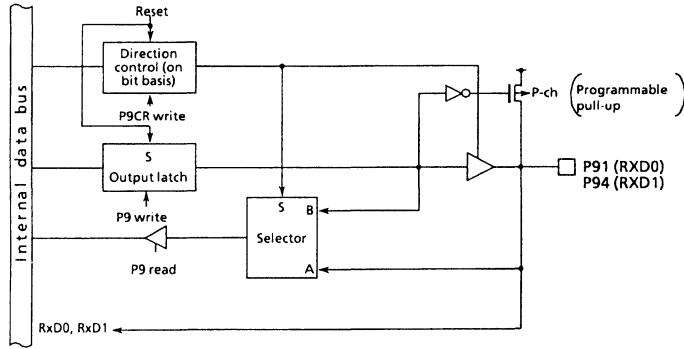 Reset
Direction
control (on
bit basis)
P9CR write
P-ch
Programmable
pull-up
Internal data bus
S
Output latch
P9 write
P91 (RXD0)
P94 (RXD1)
S
B
Selector
A
P9 read
RxD0, RxD1